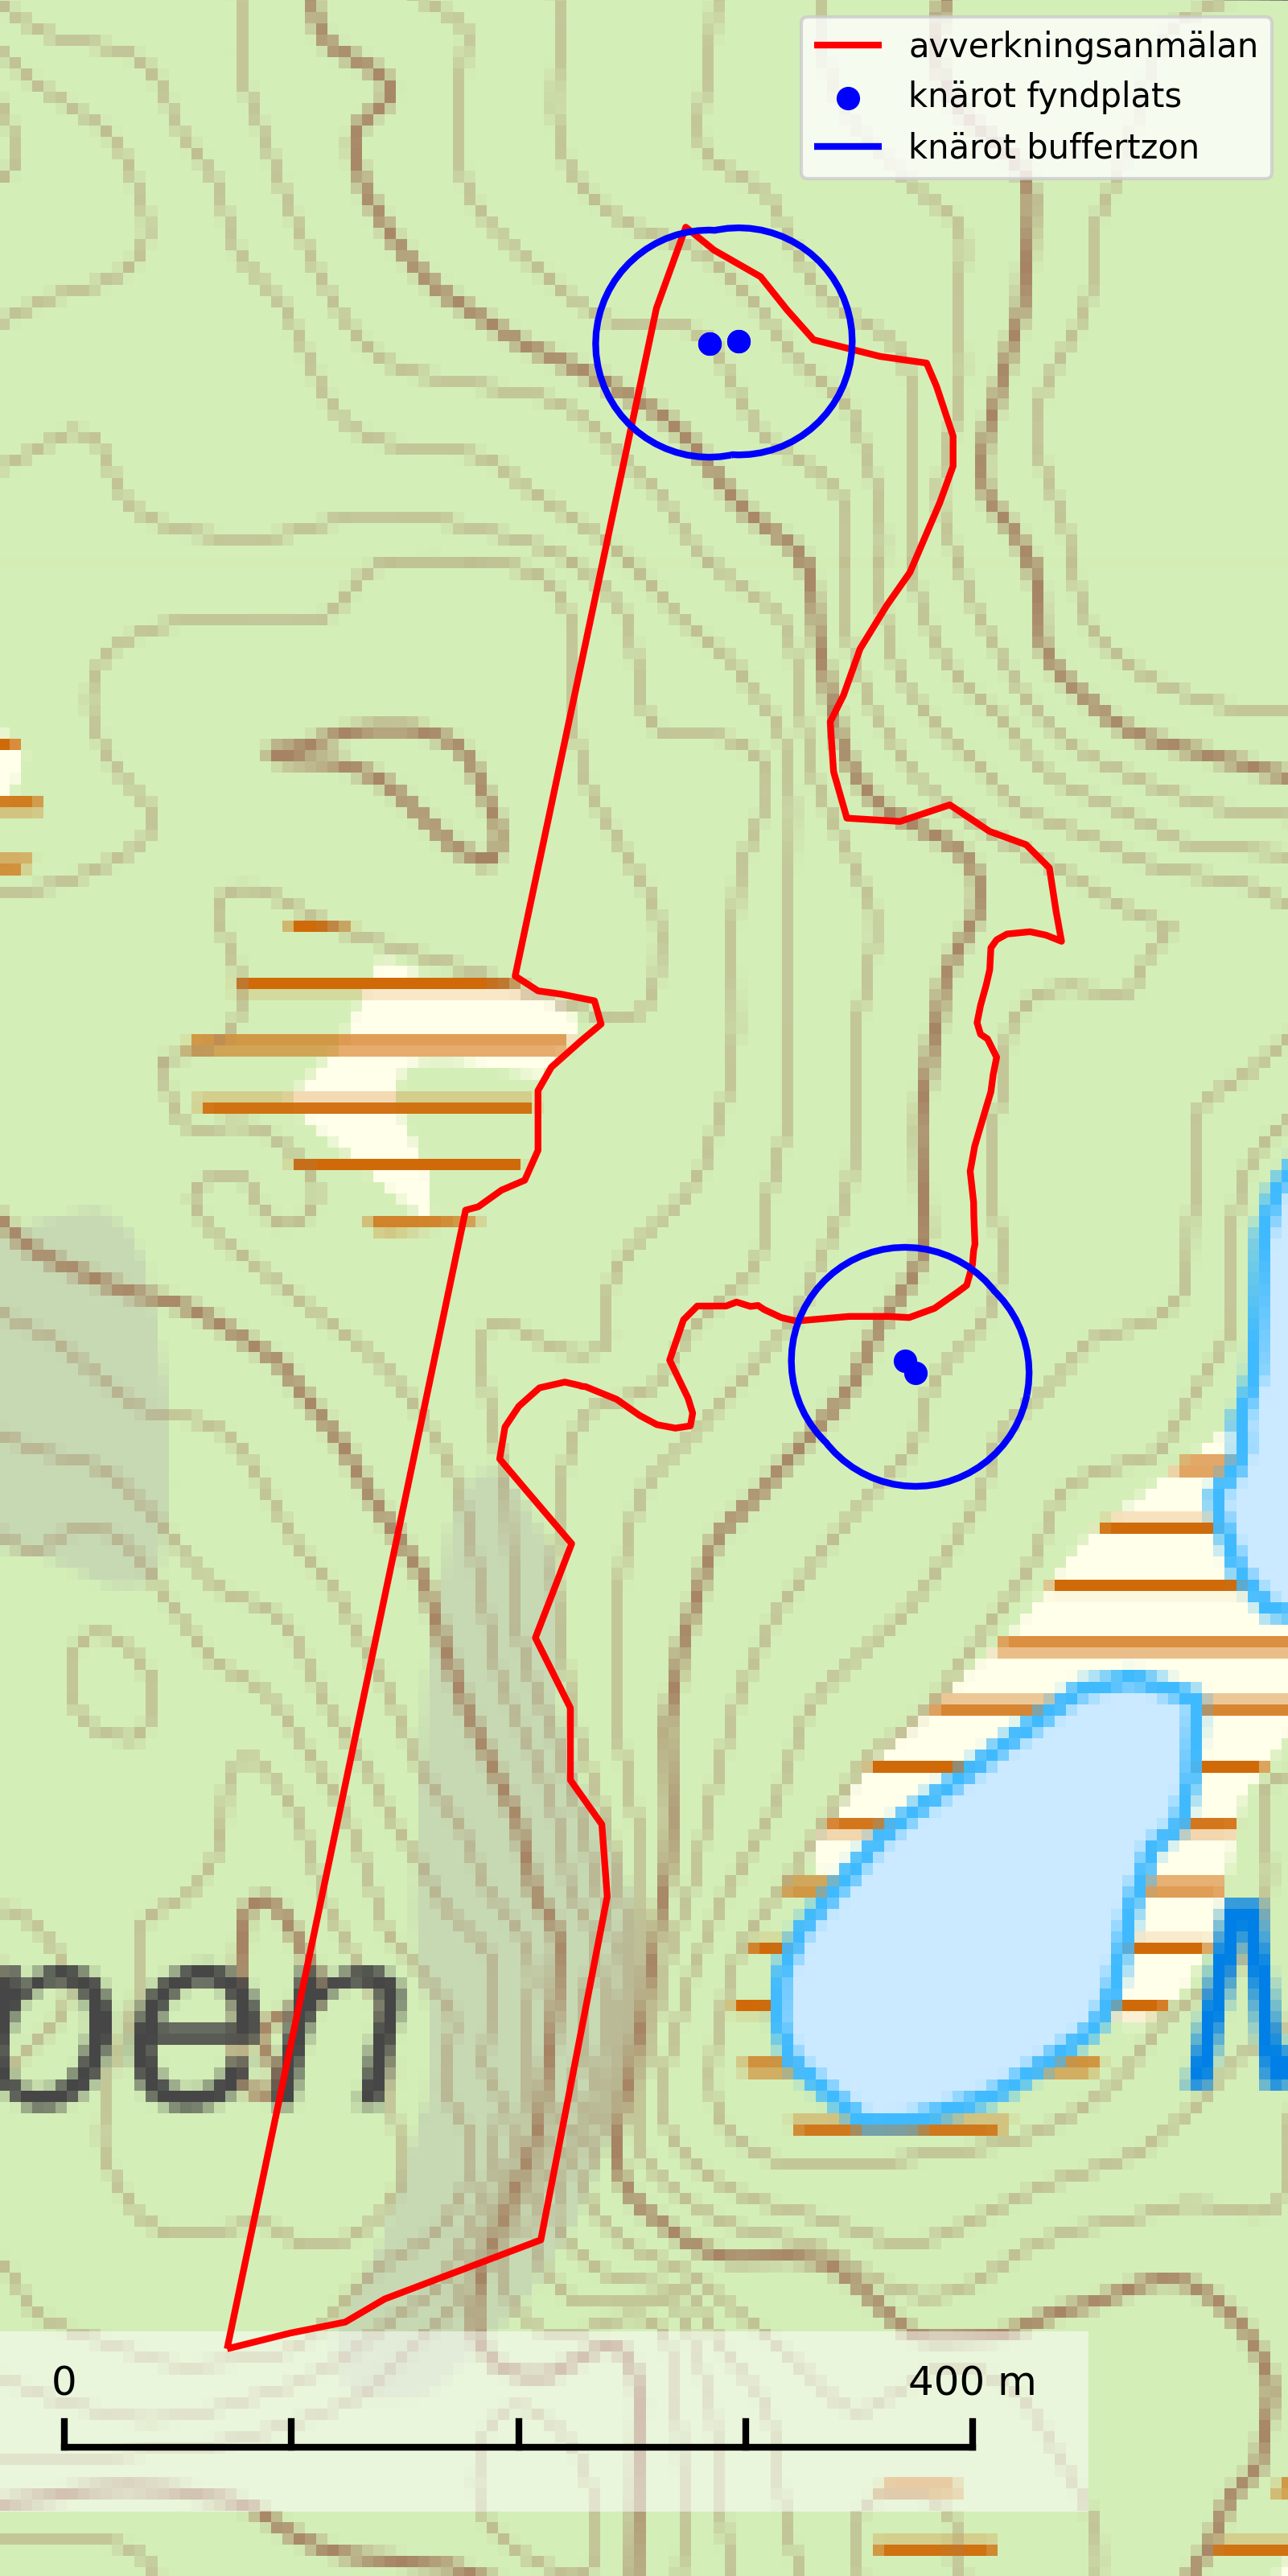 avverkningsanmälan
knärot fyndplats
knärot buffertzon
0 400 m